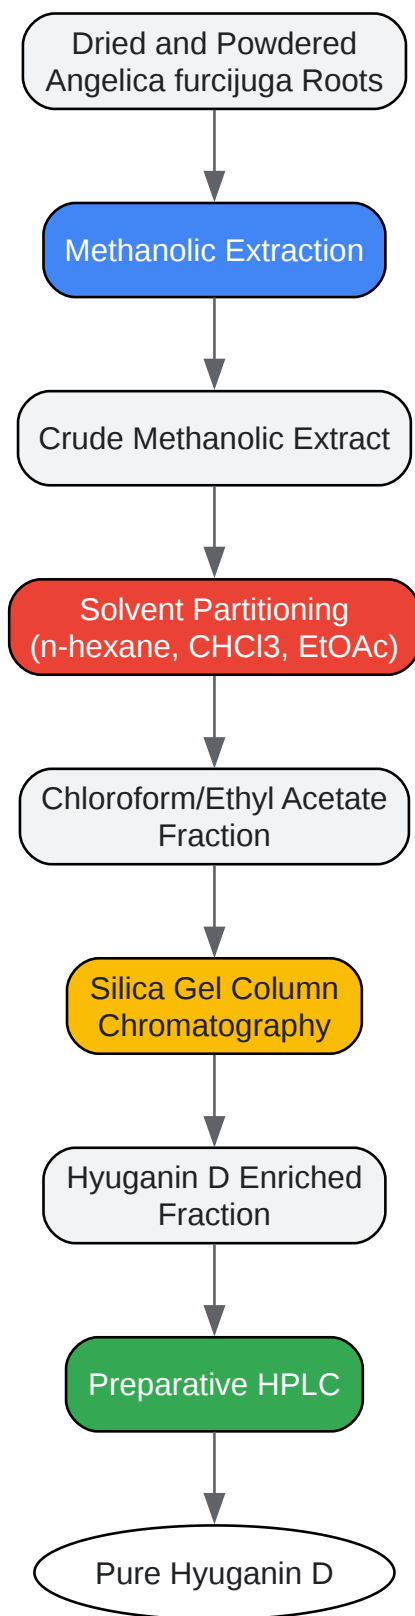 Dried and Powdered
Angelica furcijuga Roots
Methanolic Extraction
Crude Methanolic Extract
Solvent Partitioning
(n-hexane, CHCl3, EtOAc)
Chloroform/Ethyl Acetate
Fraction
Silica Gel Column
Chromatography
Hyuganin D Enriched
Fraction
Preparative HPLC
Pure Hyuganin D